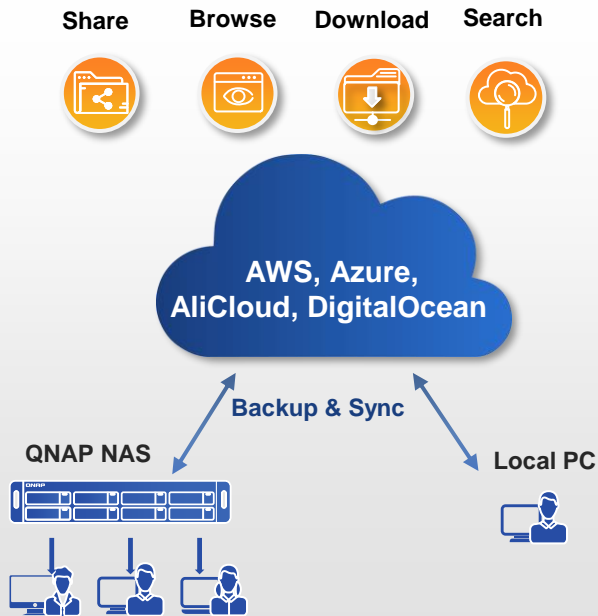 Share Browse Download Search
AWS, Azure,
AliCloud, DigitalOcean
Backup & Sync
QNAP NAS
Local PC
QNAP